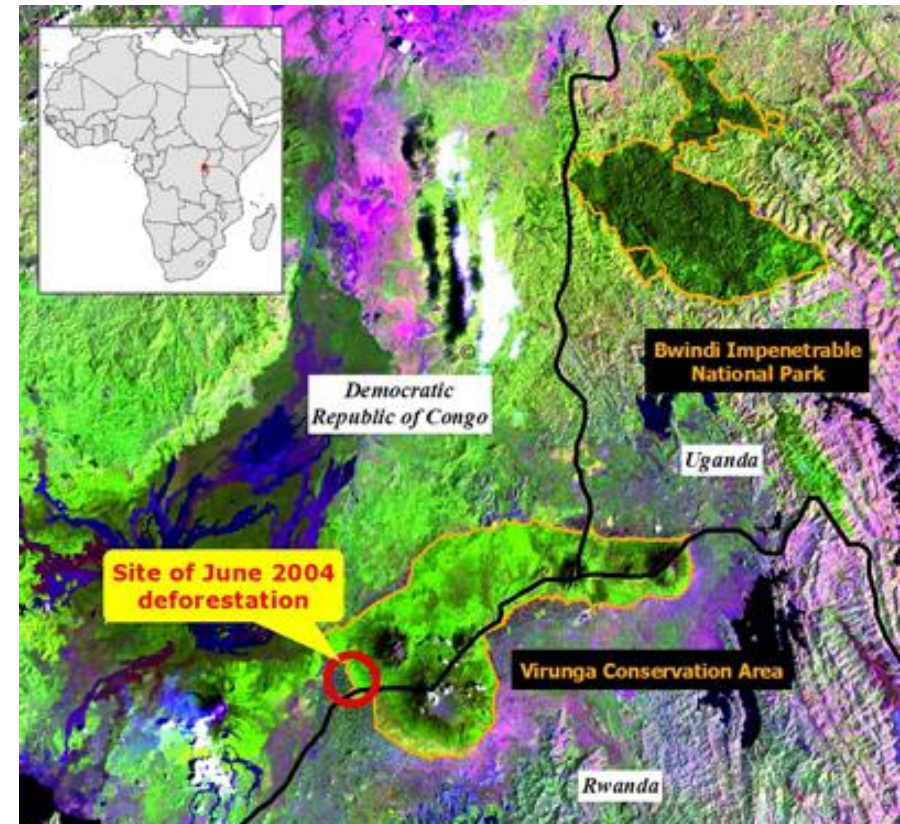 Bwindi Impenetrable
National Park
Democratic
Republic of Congo
Uganda
Site of June 2004
deforestation
Virunga Conservation Area
Rwanda